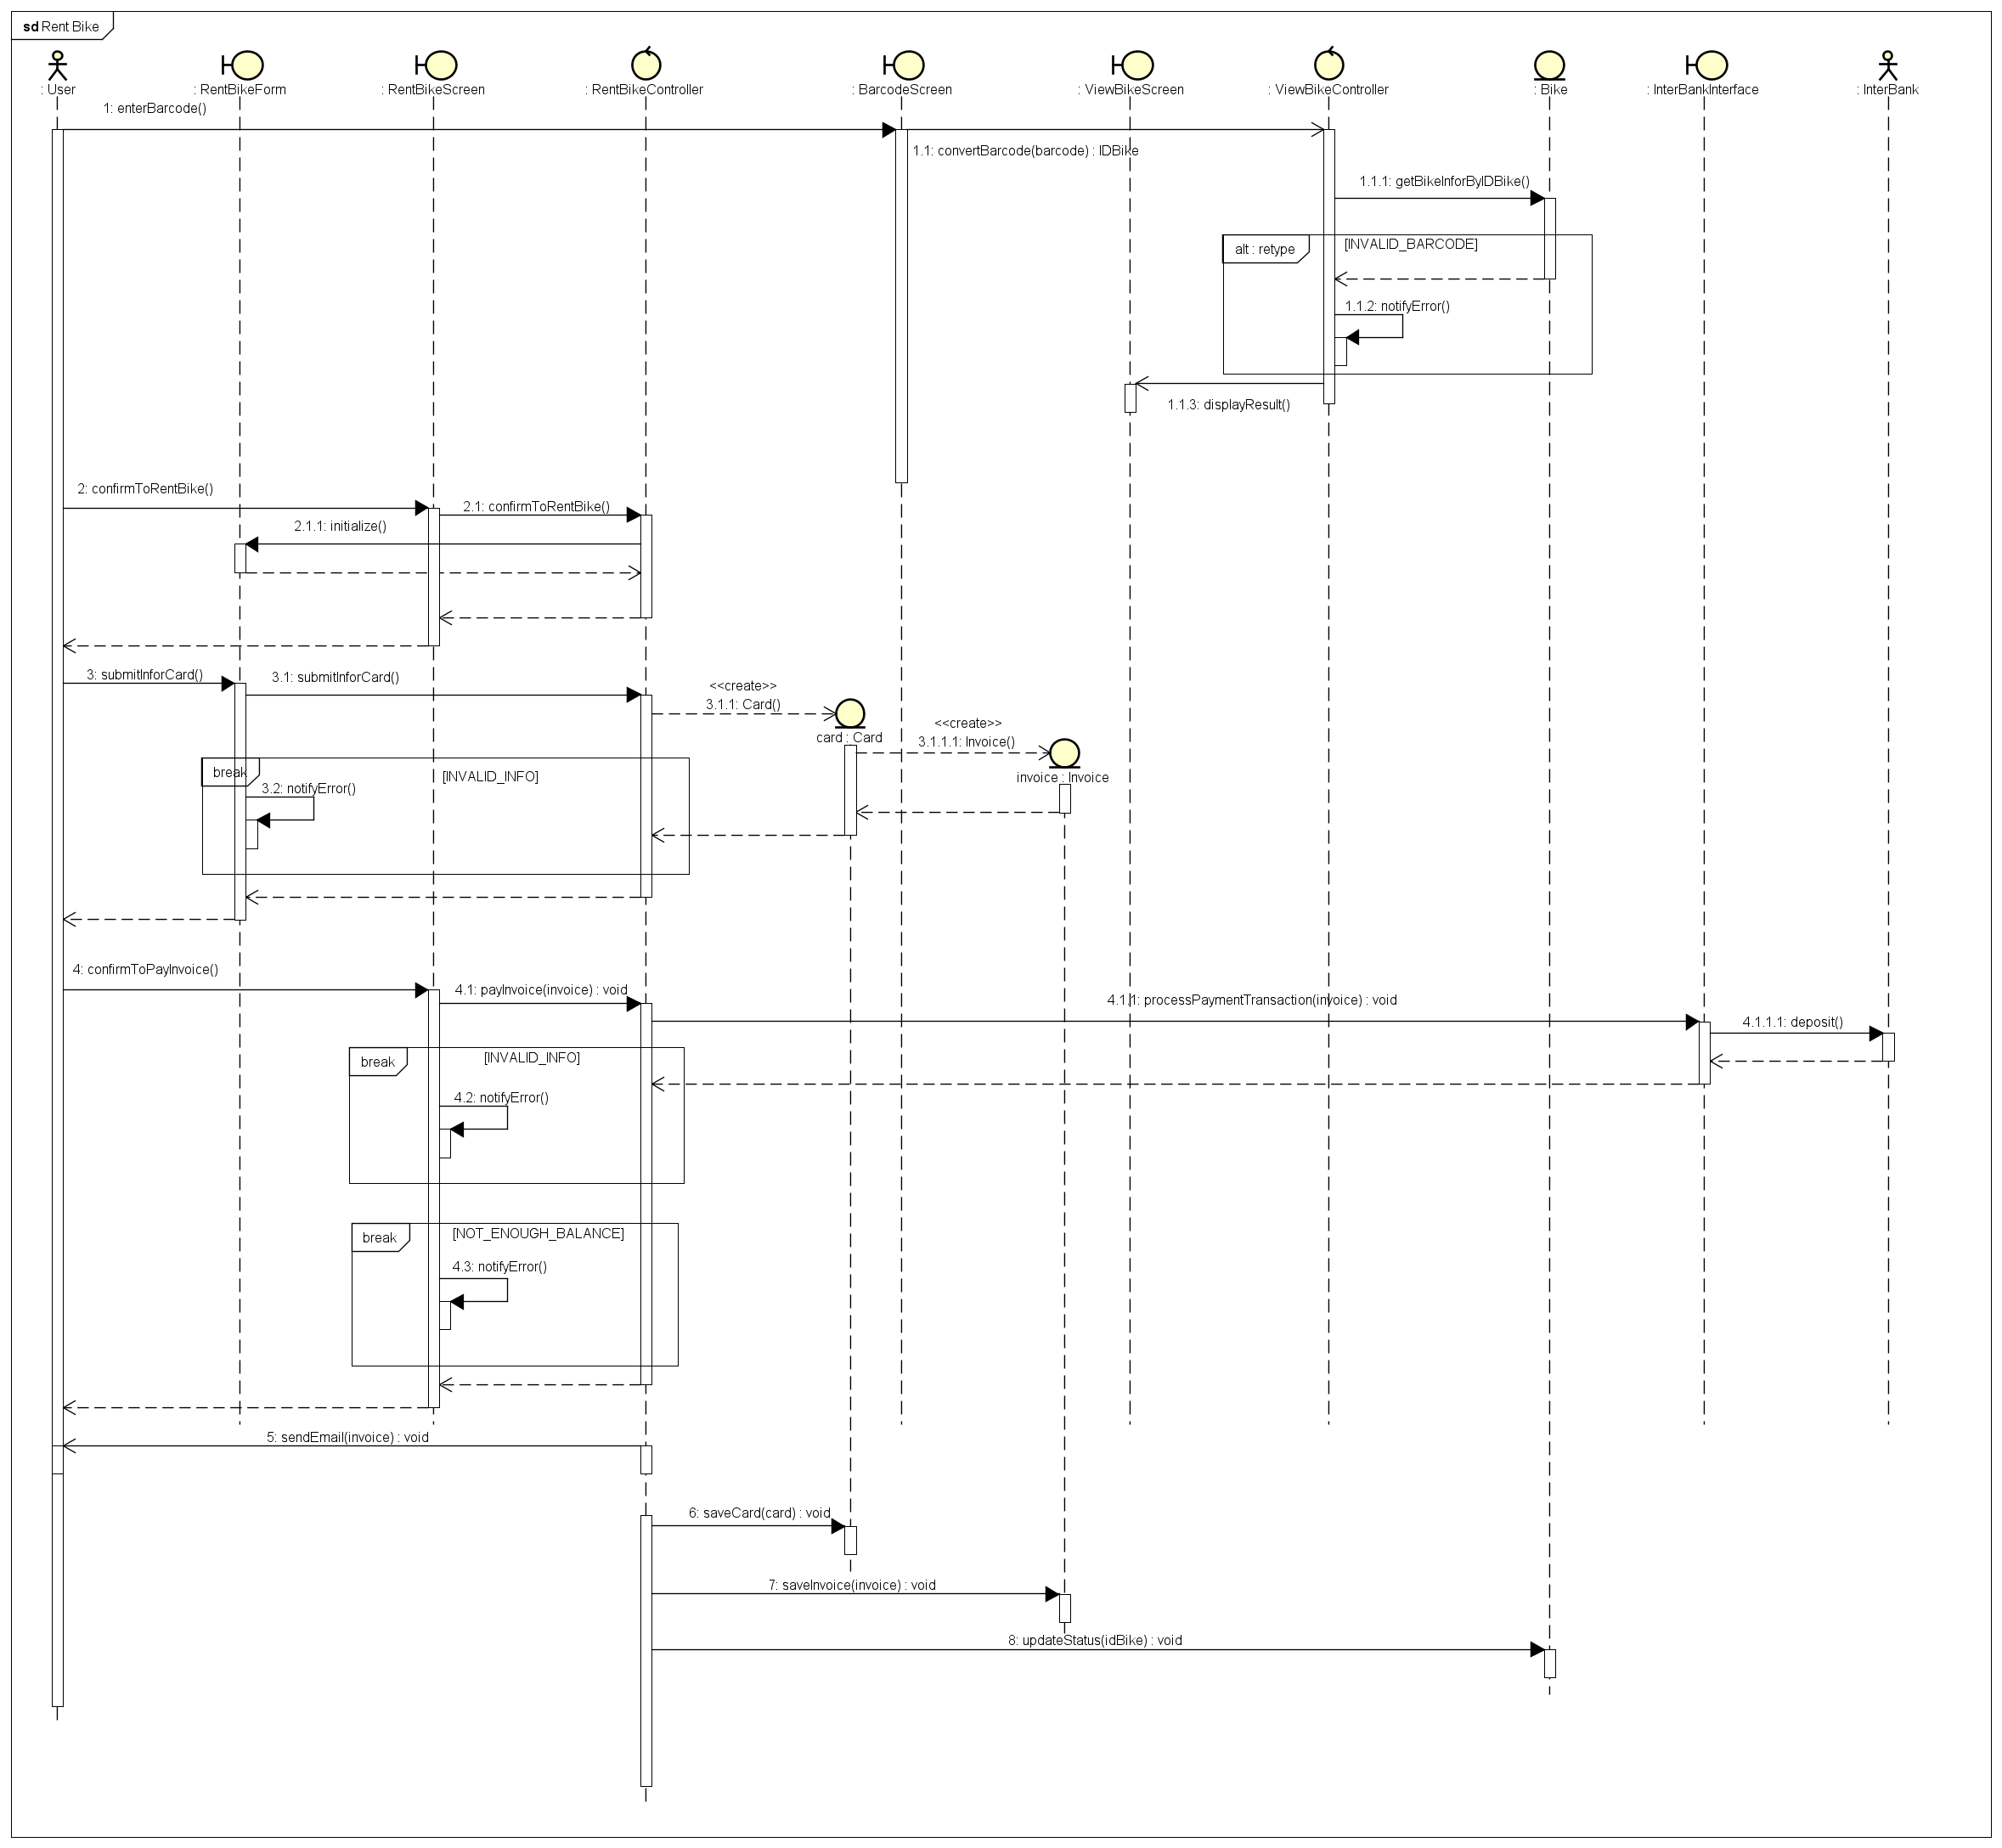 sd Rent Bike
: User
: RentBikeForm
: RentBikeScreen
: RentBikeController
: BarcodeScreen
: ViewBikeScreen
: ViewBikeController
: Bike
: InterBankInterface
: InterBank
1: enterBarcode()
1.1: convertBarcode(barcode) : IDBike
1.1.1: getBikeInforByIDBike()
alt : retype
[INVALID_BARCODE]
1.1.2: notifyError()
1.1.3: displayResult()
2: confirmToRentBike()
2.1: confirmToRentBike()
2.1.1: initialize()
3: submitInforCard()
3.1: submitInforCard()
<<create>>
3.1.1: Card()
card : Card
<<create>>
3.1.1.1: Invoice()
invoice : Invoice
break
[INVALID_INFO]
3.2: notifyError()
4: confirmToPayInvoice()
4.1: payInvoice(invoice) : void
4.1.1: processPaymentTransaction(invoice) : void
4.1.1.1: deposit()
break
[INVALID_INFO]
4.2: notifyError()
break
[NOT_ENOUGH_BALANCE]
4.3: notifyError()
5: sendEmail(invoice) : void
6: saveCard(card) : void
7: saveInvoice(invoice) : void
8: updateStatus(idBike) : void